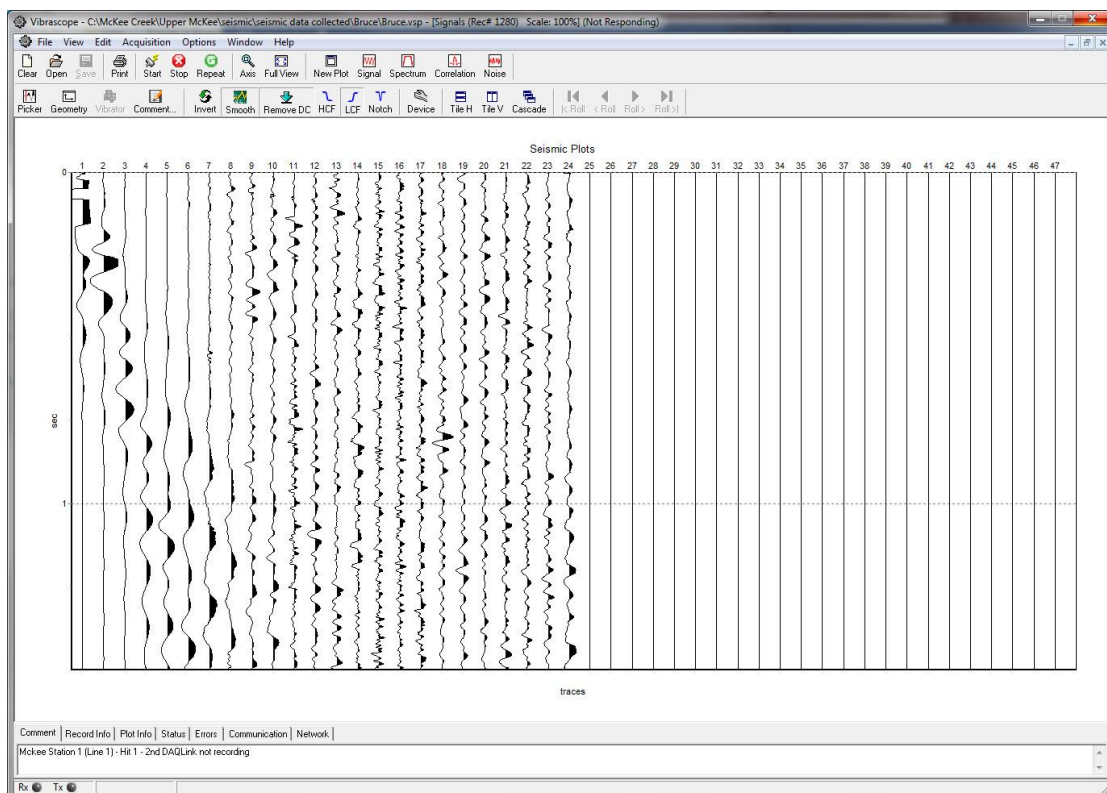 Vibrascope - C:\McKee Creek\Upper McKee\seismic\seismic data collected\Bruce\Bruce.vsp - [Signals (Rec# 1280) Scale: 100%] (Not Responding)
File View Edit Acquisition Options Window Help
Clear Open Save Print Start Stop Repeat Axis Full View New Plot Signal Spectrum Correlation Noise
Picker Geometry Vibrator Comment... Invert Smooth Remove DC HCF LCF Notch Device Tile H Tile V Cascade |< Roll < Roll Roll > Roll >|
Seismic Plots
1 2 3 4 5 6 7 8 9 10 11 12 13 14 15 16 17 18 19 20 21 22 23 24 25 26 27 28 29 30 31 32 33 34 35 36 37 38 39 40 41 42 43 44 45 46 47
0
sec
1
traces
Comment Record Info Plot Info Status Errors Communication Network
Mckee Station 1 (Line 1) - Hit 1 - 2nd DAQLink not recording
Rx Tx